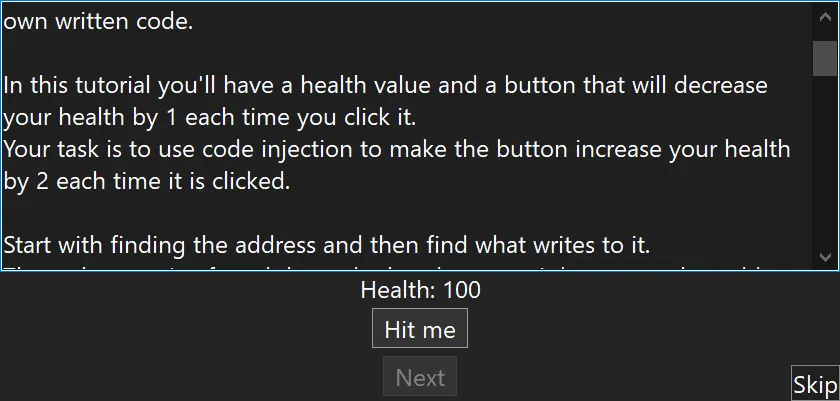 own written code.
In this tutorial you'll have a health value and a button that will decrease
your health by 1 each time you click it.
Your task is to use code injection to make the button increase your health
by 2 each time it is clicked.
Start with finding the address and then find what writes to it.
Health: 100
Hit me
Next
Skip